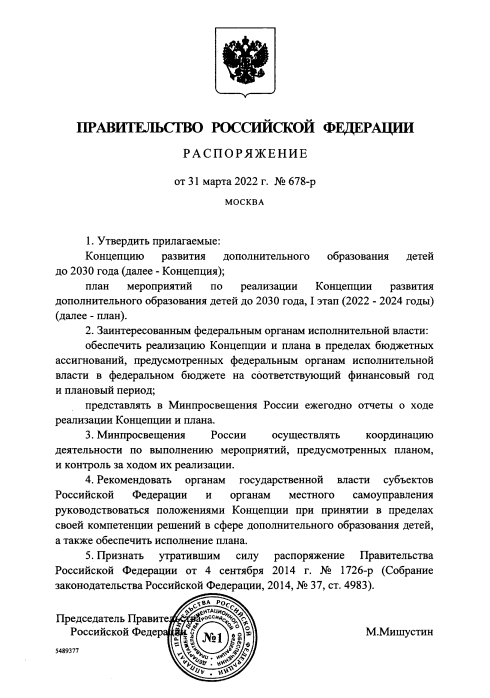 ПРАВИТЕЛЬСТВО РОССИЙСКОЙ ФЕДЕРАЦИИ
РАСПОРЯЖЕНИЕ
от 31 марта 2022 г. № 678-р
МОСКВА
1. Утвердить прилагаемые:
Концепцию развития дополнительного образования детей
до 2030 года (далее - Концепция);
план мероприятий по реализации Концепции развития
дополнительного образования детей до 2030 года, I этап (2022 - 2024 годы)
(далее - план).
2. Заинтересованным федеральным органам исполнительной власти:
обеспечить реализацию Концепции и плана в пределах бюджетных
ассигнований, предусмотренных федеральным органам исполнительной
власти в федеральном бюджете на соответствующий финансовый год
и плановый период;
представлять в Минпросвещения России ежегодно отчеты о ходе
реализации Концепции и плана.
3. Минпросвещения России осуществлять координацию
деятельности по выполнению мероприятий, предусмотренных планом,
и контроль за ходом их реализации.
4. Рекомендовать органам государственной власти субъектов
Российской Федерации и органам местного самоуправления
руководствоваться положениями Концепции при принятии в пределах
своей компетенции решений в сфере дополнительного образования детей,
а также обеспечить исполнение плана.
5. Признать утратившим силу распоряжение Правительства
Российской Федерации от 4 сентября 2014 г. № 1726-р (Собрание
законодательства Российской Федерации, 2014, № 37, ст. 4983).
Председатель Правительства
Российской Федерации
М.Мишустин
АППАРАТ ПРАВИТЕЛЬСТВА РОССИЙСКОЙ ФЕДЕРАЦИИ
№1
5489377